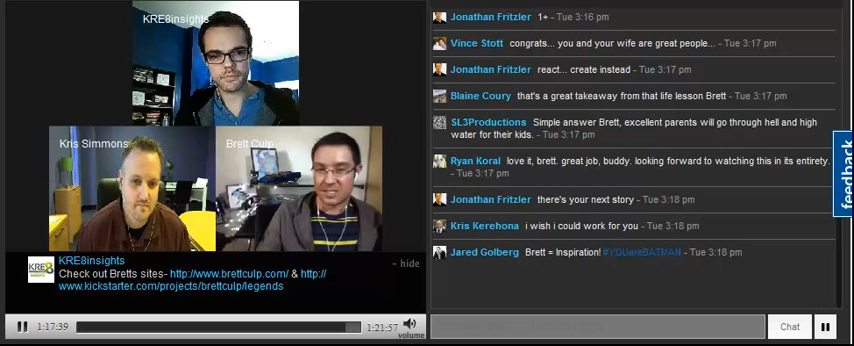 KRE8insights
Kris Simmons
Brett Culp
KRE8insights
Check out Bretts sites- http://www.brettculp.com/ & http://
www.kickstarter.com/projects/brettculp/legends
– hide
KRE8
INSIGHTS
1:17:39
1:21:57
volume
Jonathan Fritzler 1+ - Tue 3:16 pm
Vince Stott congrats... you and your wife are great people... - Tue 3:17 pm
Jonathan Fritzler react... create instead - Tue 3:17 pm
Blaine Coury that's a great takeaway from that life lesson Brett - Tue 3:17 pm
SL3Productions Simple answer Brett, excellent parents will go through hell and high
water for their kids. - Tue 3:17 pm
Ryan Koral love it, brett. great job, buddy. looking forward to watching this in its entirety.
- Tue 3:17 pm
Jonathan Fritzler there's your next story - Tue 3:18 pm
Kris Kerehona i wish i could work for you - Tue 3:18 pm
Jared Golberg Brett = Inspiration! #YOUareBATMAN - Tue 3:18 pm
Chat
feedback